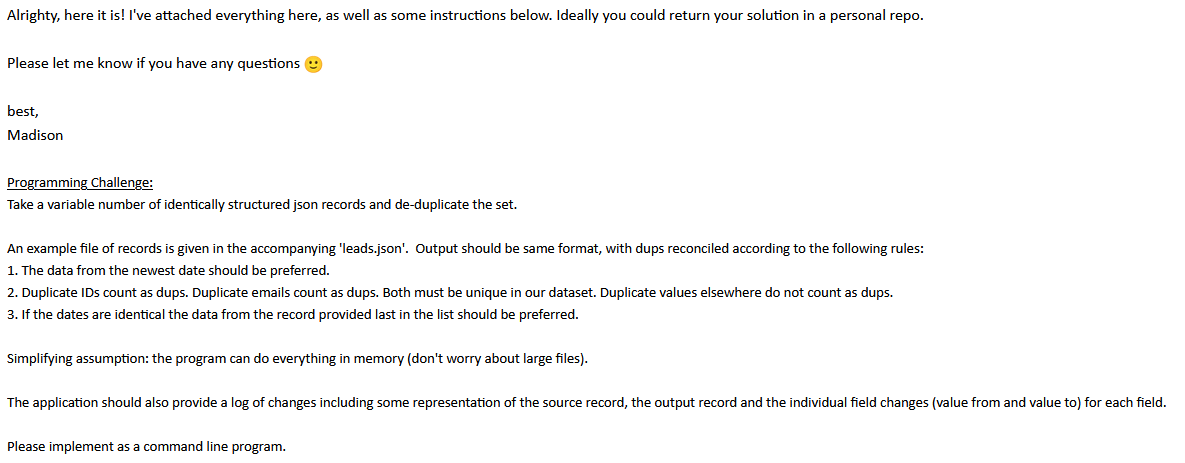 Alrighty, here it is! I've attached everything here, as well as some instructions below. Ideally you could return your solution in a personal repo.
Please let me know if you have any questions 🙂
best,
Madison
Programming Challenge:
Take a variable number of identically structured json records and de-duplicate the set.
An example file of records is given in the accompanying 'leads.json'.  Output should be same format, with dups reconciled according to the following rules:
1. The data from the newest date should be preferred.
2. Duplicate IDs count as dups. Duplicate emails count as dups. Both must be unique in our dataset. Duplicate values elsewhere do not count as dups.
3. If the dates are identical the data from the record provided last in the list should be preferred.
Simplifying assumption: the program can do everything in memory (don't worry about large files).
The application should also provide a log of changes including some representation of the source record, the output record and the individual field changes (value from and value to) for each field.
Please implement as a command line program.